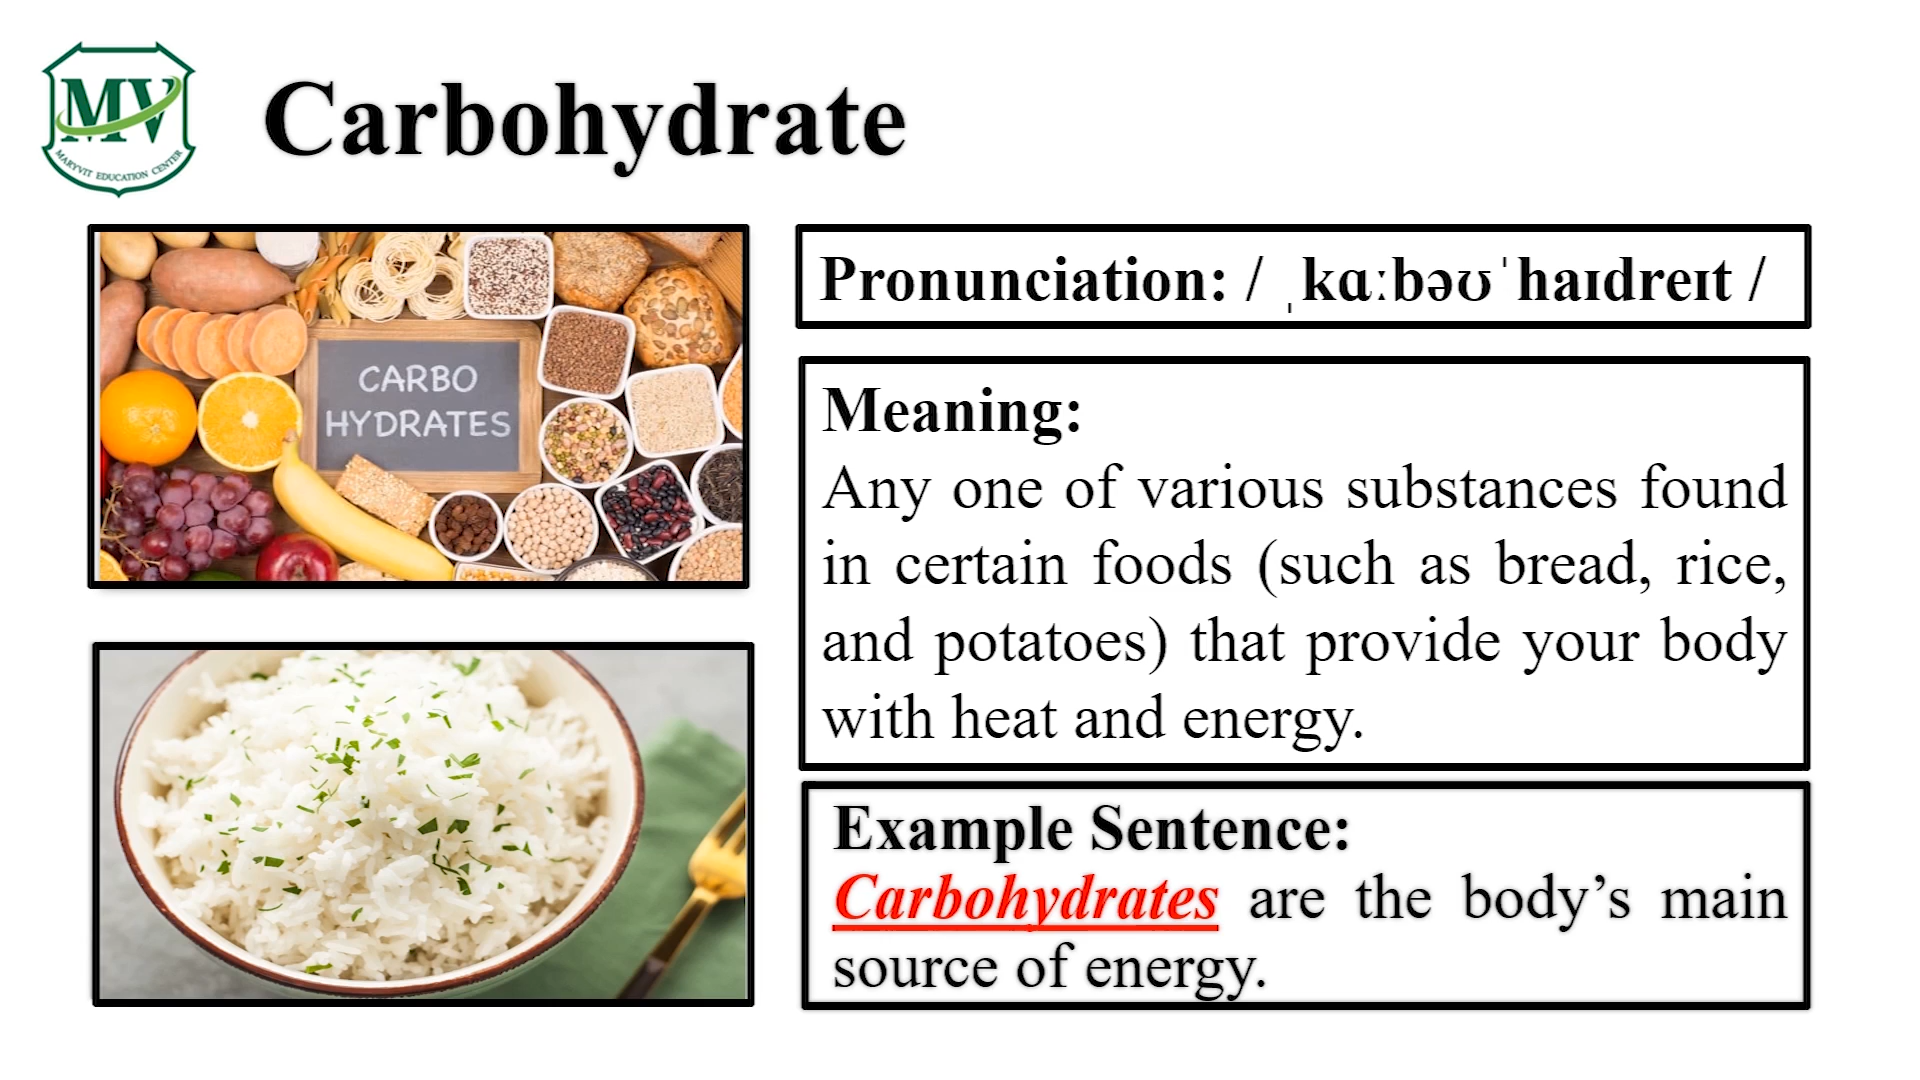 MV
MARYVIT EDUCATION CENTER
Carbohydrate
CARBO
HYDRATES
Pronunciation: / ˌkɑːbəʊˈhaɪdreɪt /
Meaning:
Any one of various substances found
in certain foods (such as bread, rice,
and potatoes) that provide your body
with heat and energy.
Example Sentence:
Carbohydrates are the body’s main
source of energy.